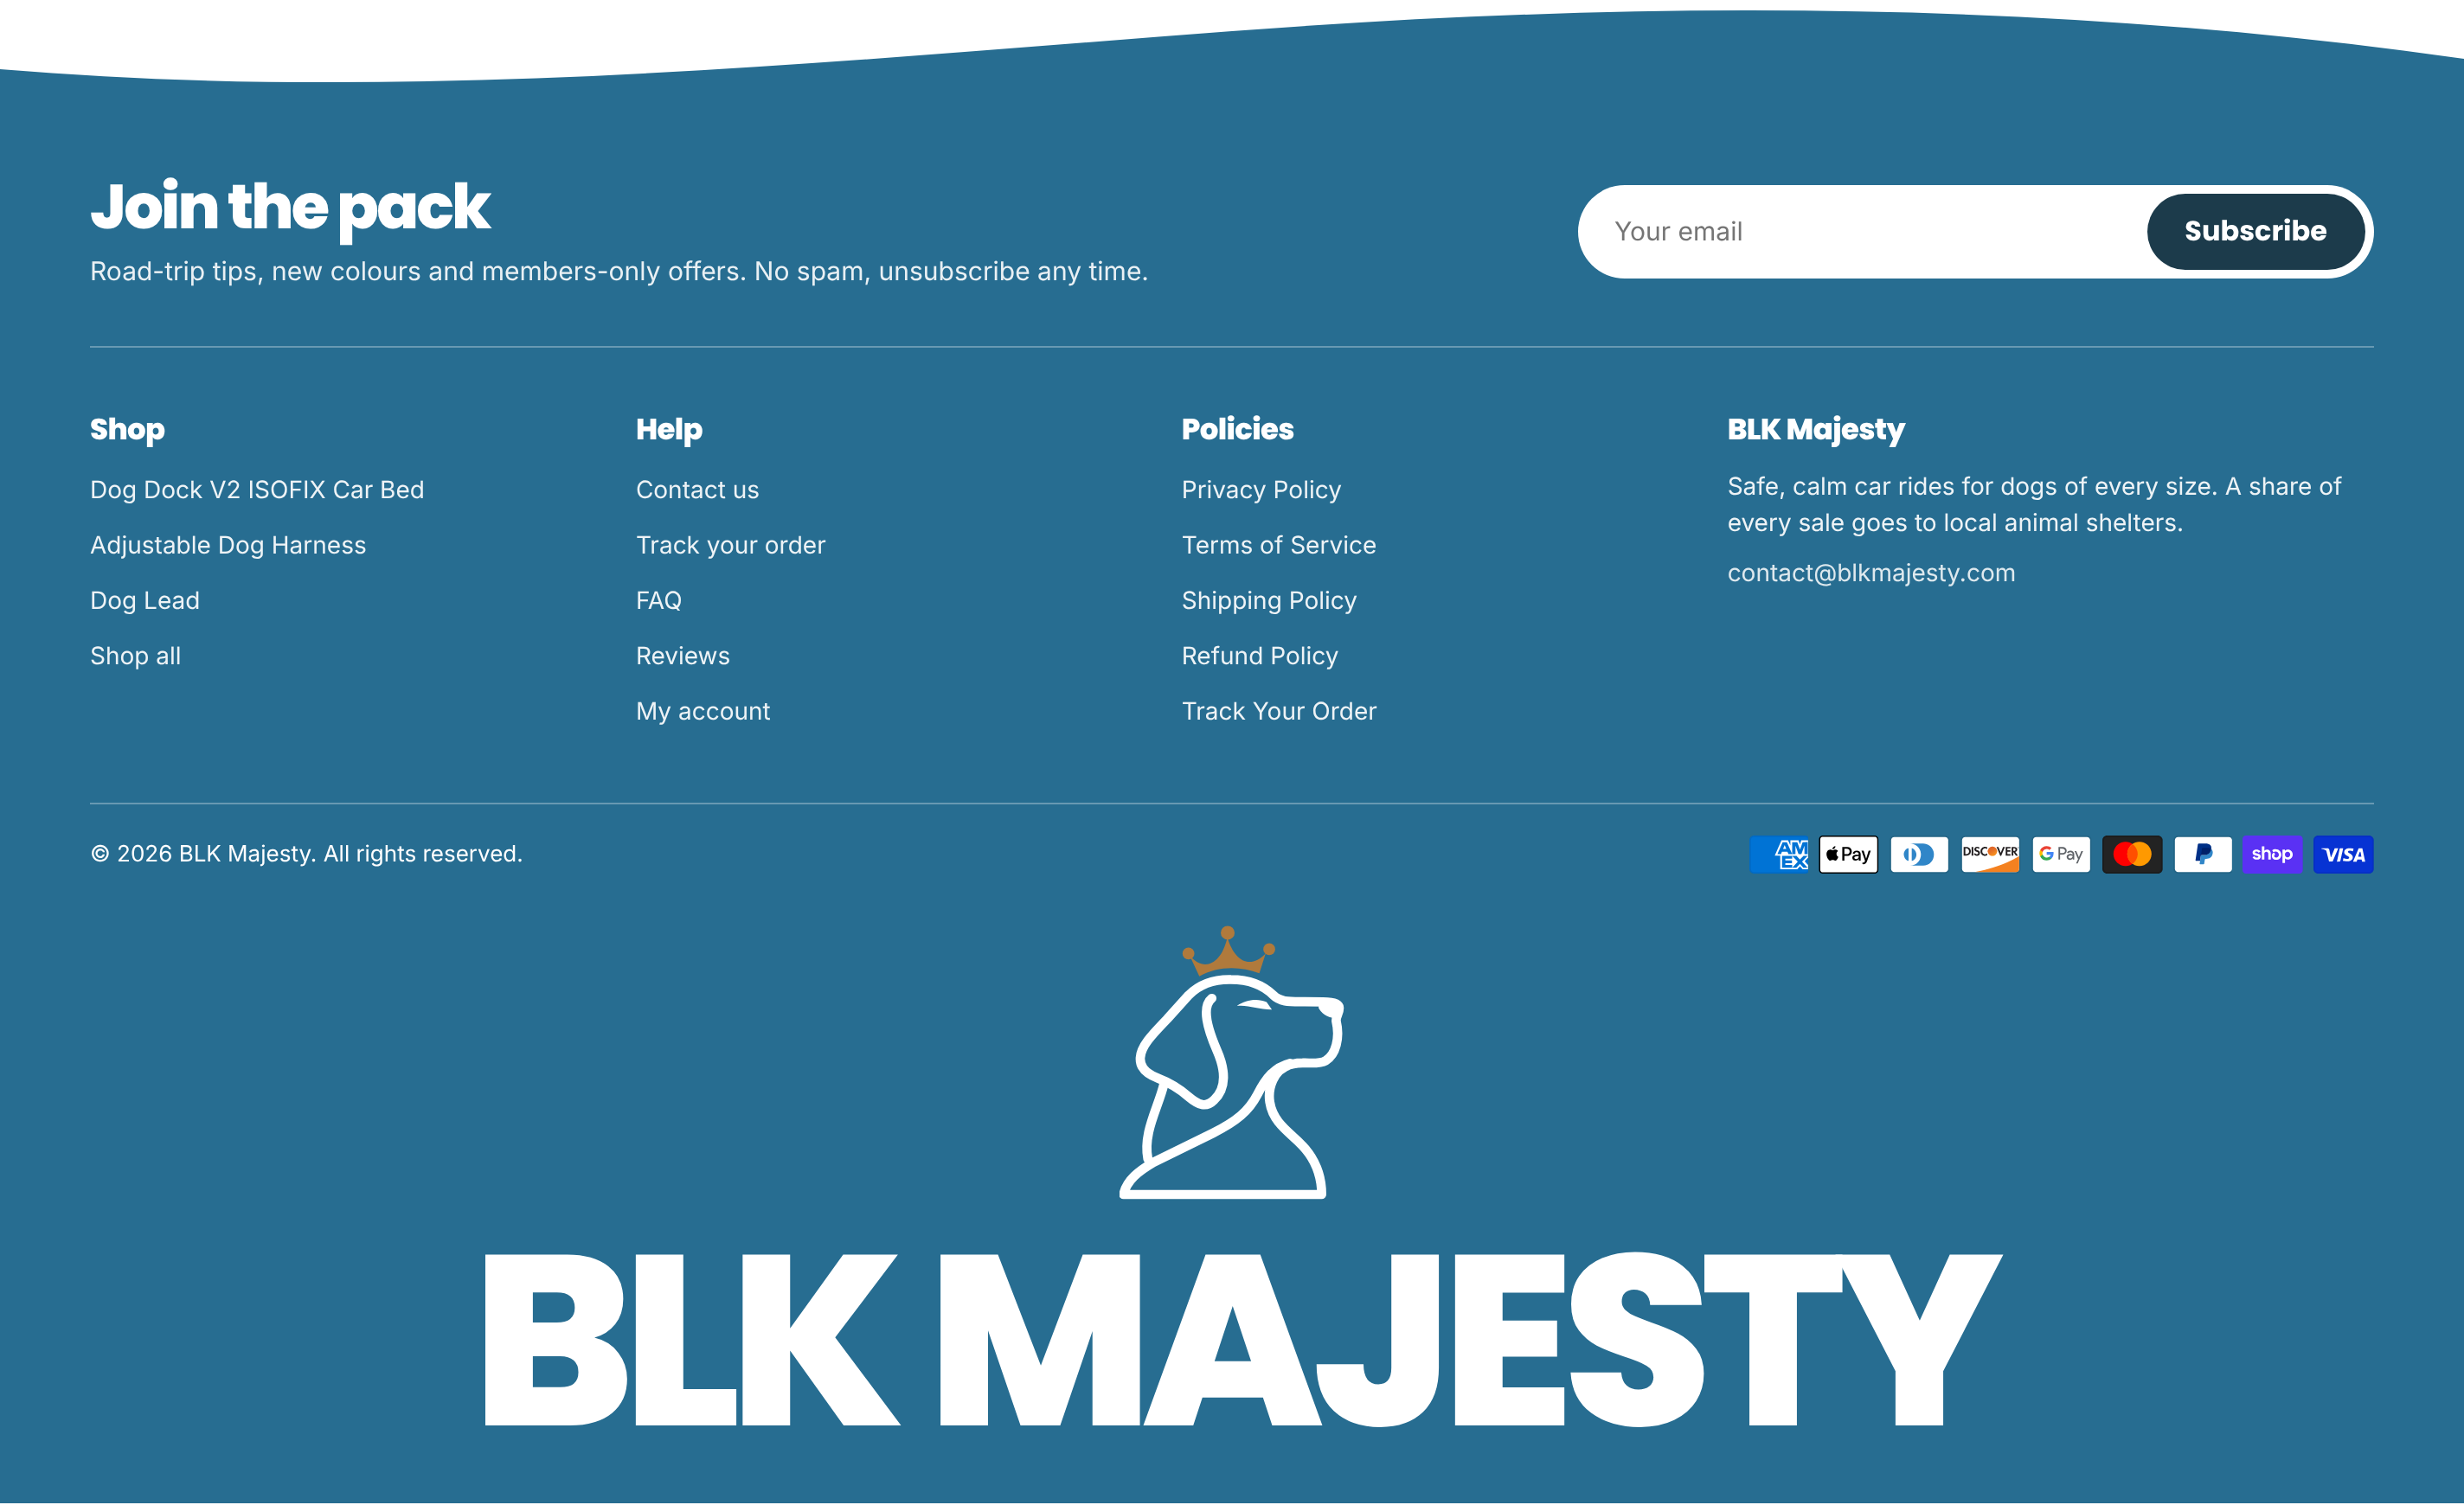 Join the pack
Road-trip tips, new colours and members-only offers. No spam, unsubscribe any time.
Your email
Subscribe
Shop
Dog Dock V2 ISOFIX Car Bed
Adjustable Dog Harness
Dog Lead
Shop all
Help
Contact us
Track your order
FAQ
Reviews
My account
Policies
Privacy Policy
Terms of Service
Shipping Policy
Refund Policy
Track Your Order
BLK Majesty
Safe, calm car rides for dogs of every size. A share of
every sale goes to local animal shelters.
contact@blkmajesty.com
© 2026 BLK Majesty. All rights reserved.
AM
EX
Pay
DISCOVER
G Pay
shop
VISA
BLK MAJESTY